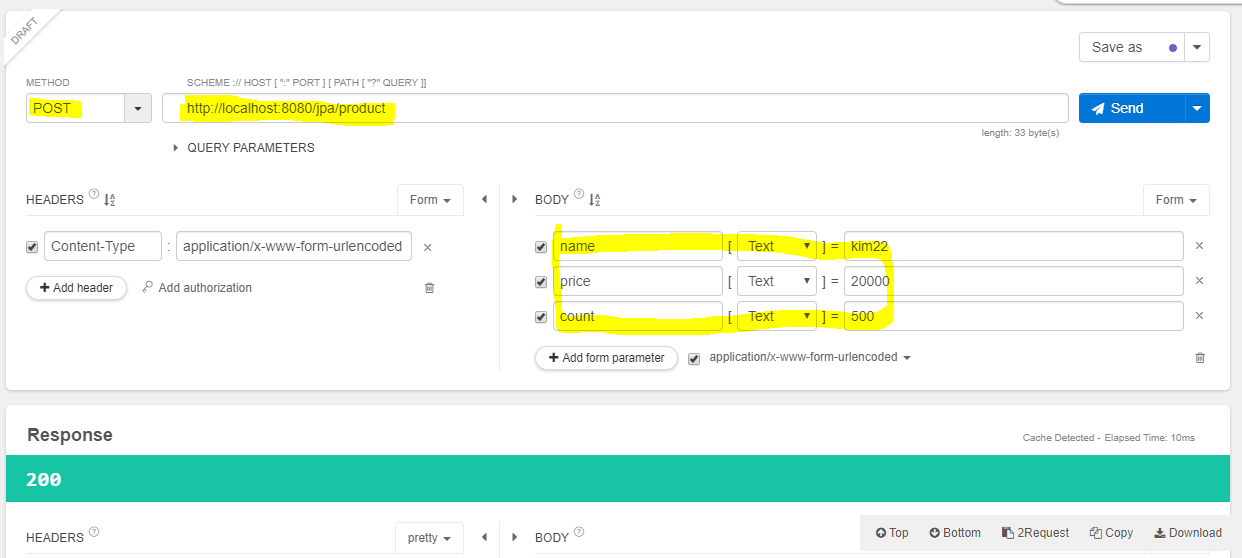 DRAFT
Save as
METHOD SCHEME :// HOST [ ":" PORT ] [ PATH [ "?" QUERY ]]
POST http://localhost:8080/jpa/product Send
length: 33 byte(s)
QUERY PARAMETERS
HEADERS ? Form BODY ? Form
Content-Type : application/x-www-form-urlencoded × name [ Text ] = kim22 ×
+ Add header Add authorization price [ Text ] = 20000 ×
count [ Text ] = 500 ×
+ Add form parameter application/x-www-form-urlencoded
Response Cache Detected - Elapsed Time: 10ms
200
HEADERS ? pretty BODY ? Top Bottom 2Request Copy Download